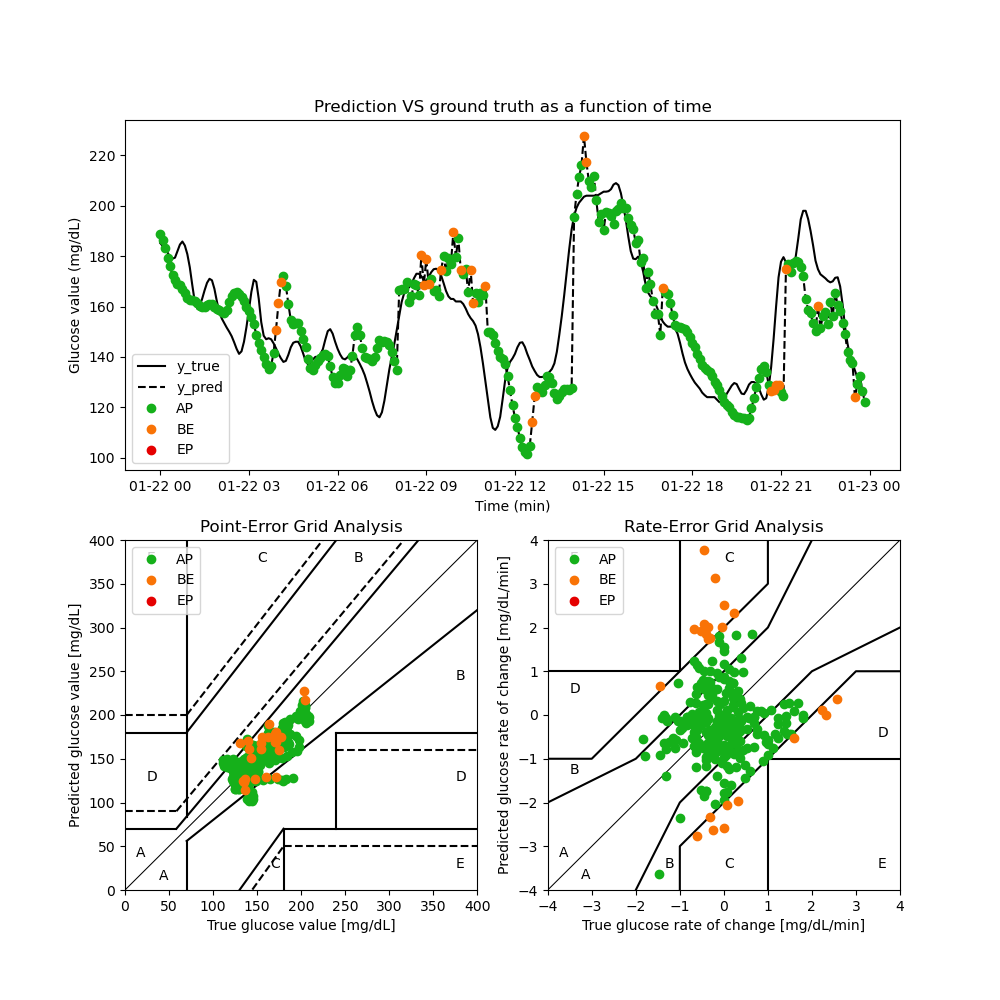 Prediction VS ground truth as a function of time
Glucose value (mg/dL)
220
200
180
160
140
120
100
y_true
y_pred
AP
BE
EP
01-22 00 01-22 03 01-22 06 01-22 09 01-22 12 01-22 15 01-22 18 01-22 21 01-23 00
Time (min)
Point-Error Grid Analysis
Predicted glucose value [mg/dL]
400
350
300
250
200
150
100
50
0
AP
BE
EP
C
B
B
D
D
A
A
C
E
0 50 100 150 200 250 300 350 400
True glucose value [mg/dL]
Rate-Error Grid Analysis
Predicted glucose rate of change [mg/dL/min]
4
3
2
1
0
−1
−2
−3
−4
AP
BE
EP
C
D
D
B
A
A
B
C
E
−4 −3 −2 −1 0 1 2 3 4
True glucose rate of change [mg/dL/min]